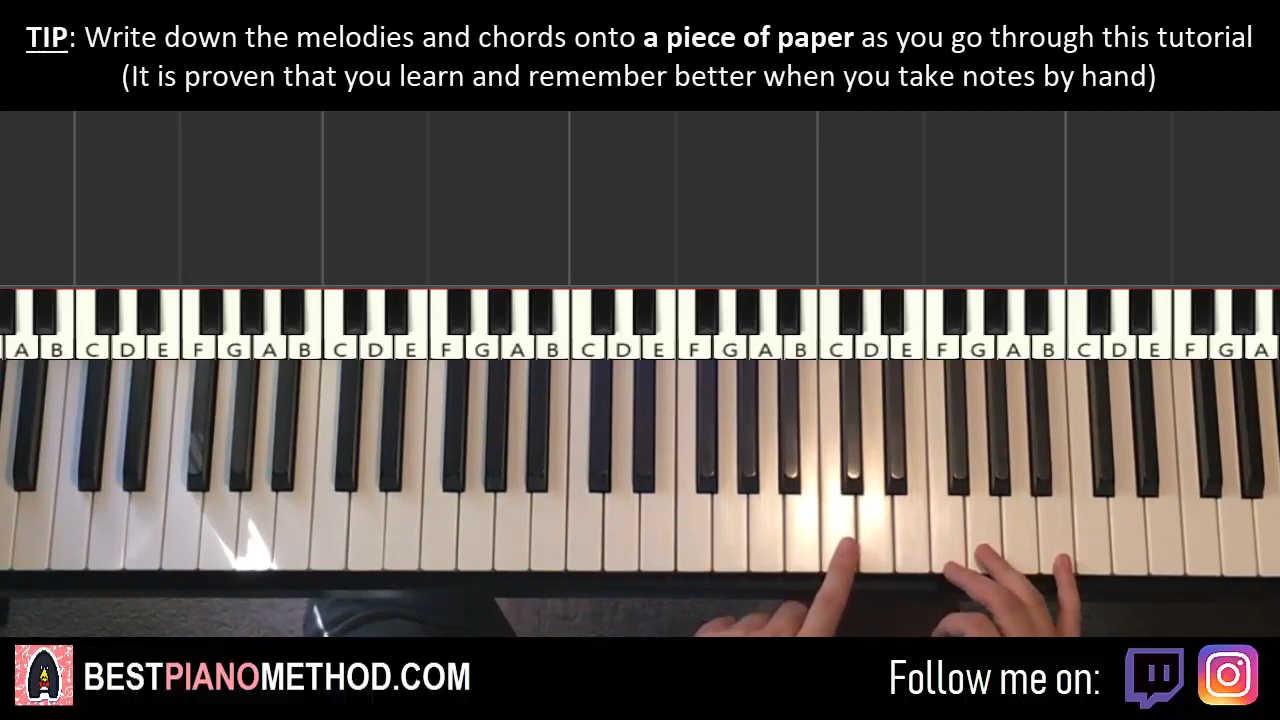 TIP: Write down the melodies and chords onto a piece of paper as you go through this tutorial
(It is proven that you learn and remember better when you take notes by hand)
A B C D E F G A B C D E F G A B C D E F G A B C D E F G A B C D E F G A
BESTPIANOMETHOD.COM
Follow me on: